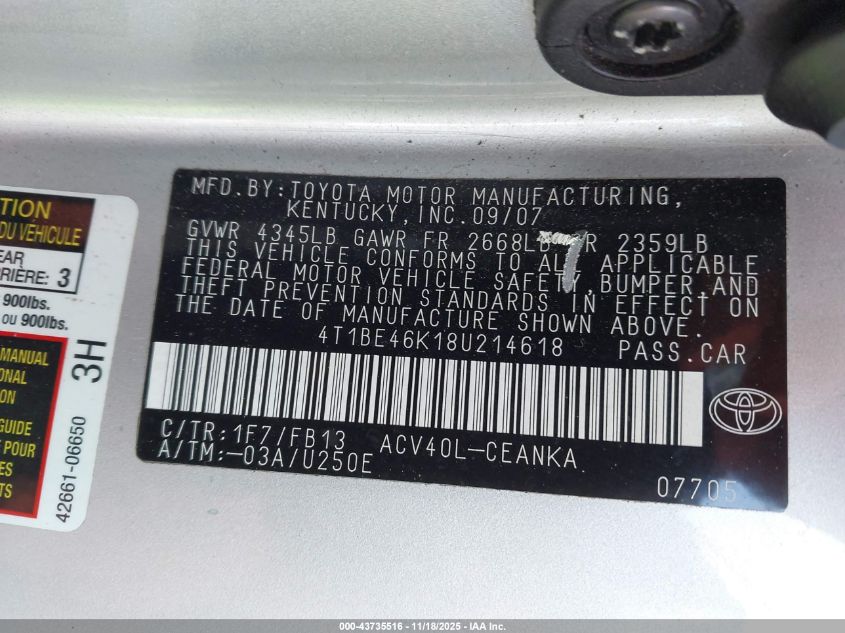 MFD. BY: TOYOTA MOTOR MANUFACTURING,
KENTUCKY, INC. 09/07
GVWR 4345LB GAWR FR 2668LB R 2359LB
THIS VEHICLE CONFORMS TO ALL APPLICABLE
FEDERAL MOTOR VEHICLE SAFETY, BUMPER, AND
THEFT PREVENTION STANDARDS IN EFFECT ON
THE DATE OF MANUFACTURE SHOWN ABOVE.
4T1BE46K18U214618 PASS. CAR
C/TR: 1F7/FB13 ACV40L-CEANKA
A/TM: -03A/U250E
07705
TION
DU VEHICULE
EAR
RRIÈRE: 3
900lbs.
ou 900lbs.
MANUAL
ONAL
ON
GUIDE
POUR
ES
TS
3H
42661-06650
000-43735516 - 11/18/2025 - IAA Inc.